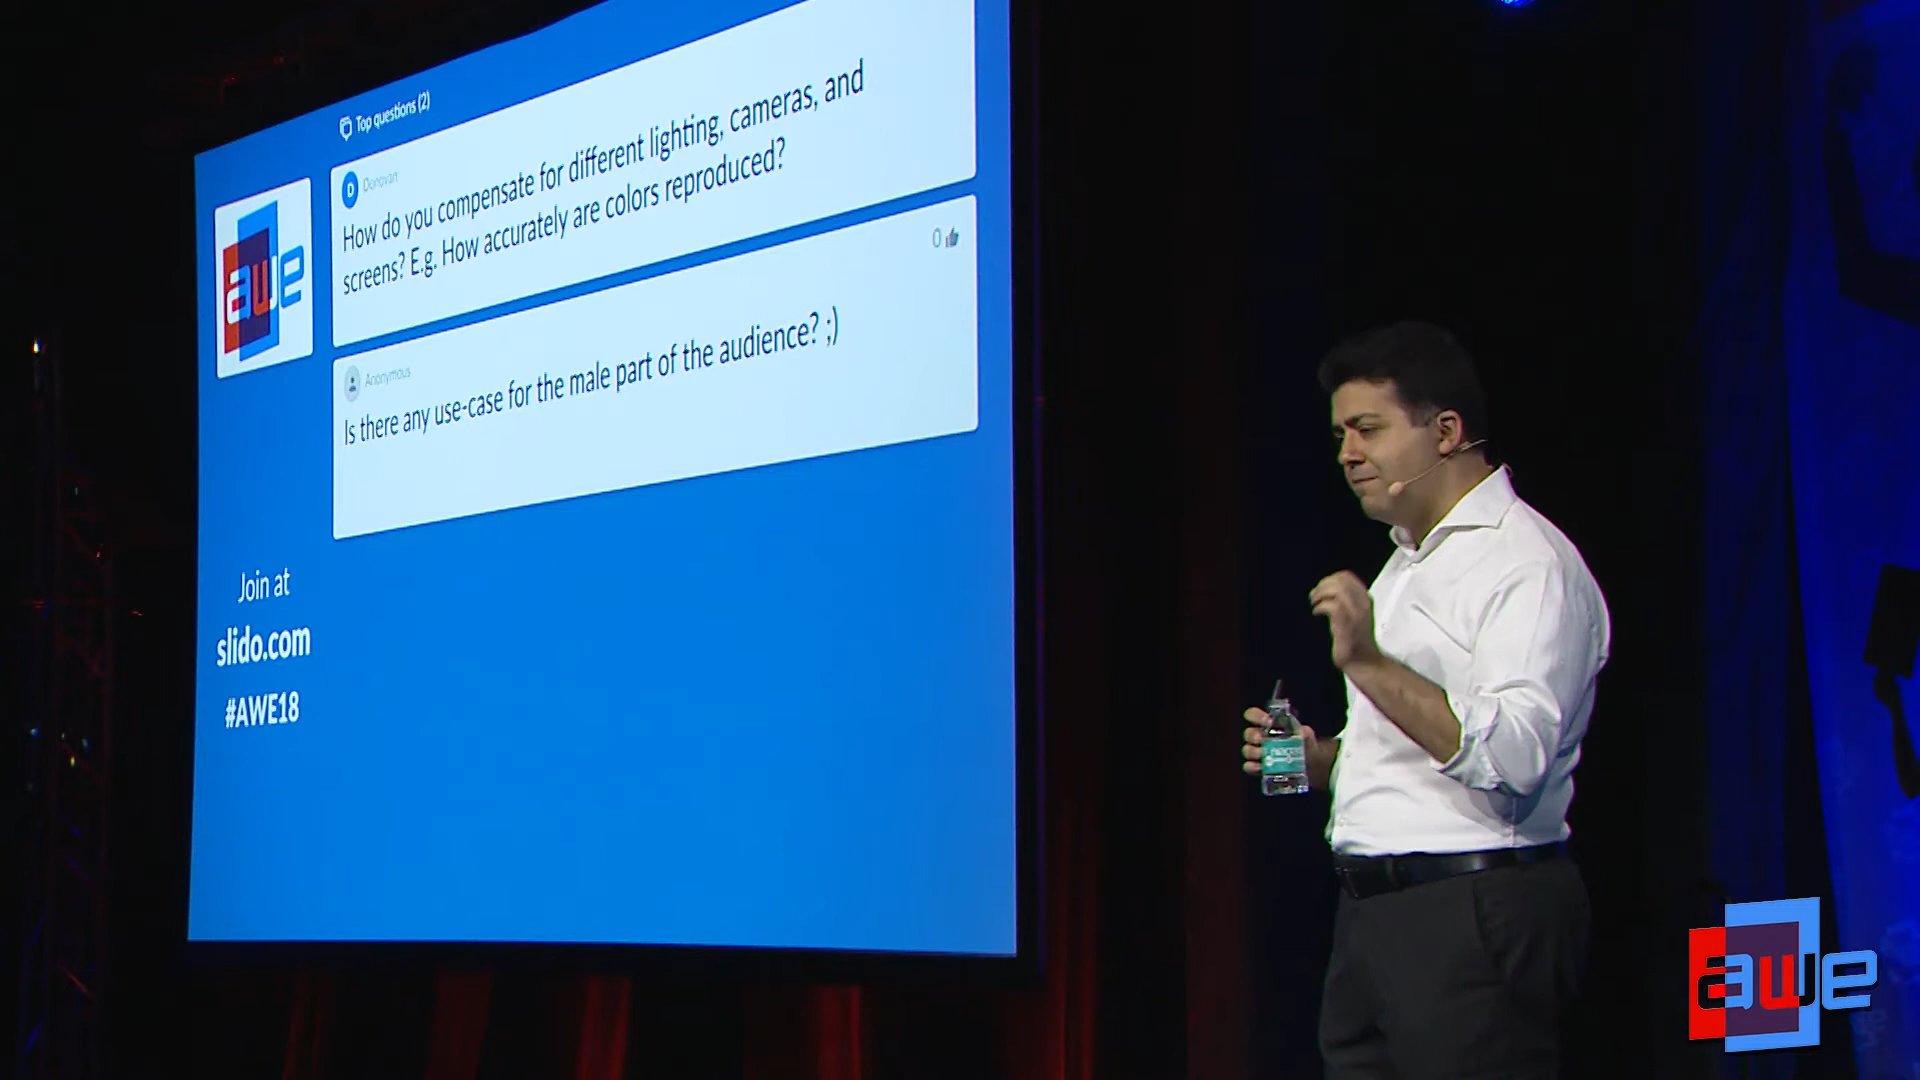 Top questions (2)
D Donovan
How do you compensate for different lighting, cameras, and
screens? E.g. How accurately are colors reproduced?
0
Anonymous
Is there any use-case for the male part of the audience? ;)
awe
Join at
slido.com
#AWE18
awe